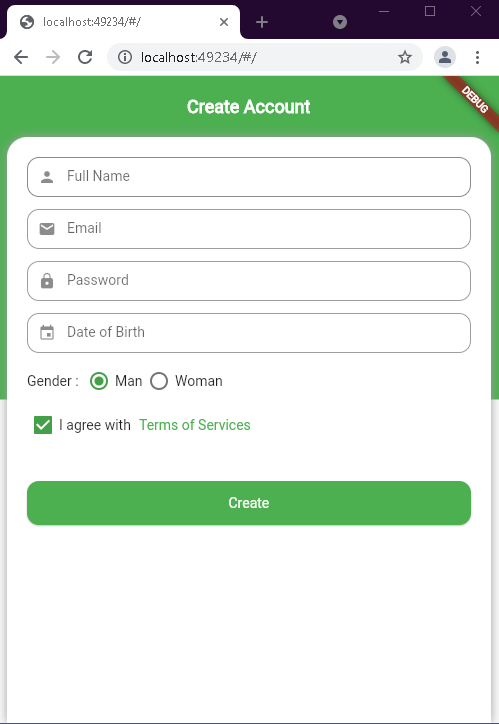 localhost:49234/#/
localhost:49234/#/
DEBUG
Create Account
Full Name
Email
Password
Date of Birth
Gender : Man Woman
I agree with Terms of Services
Create